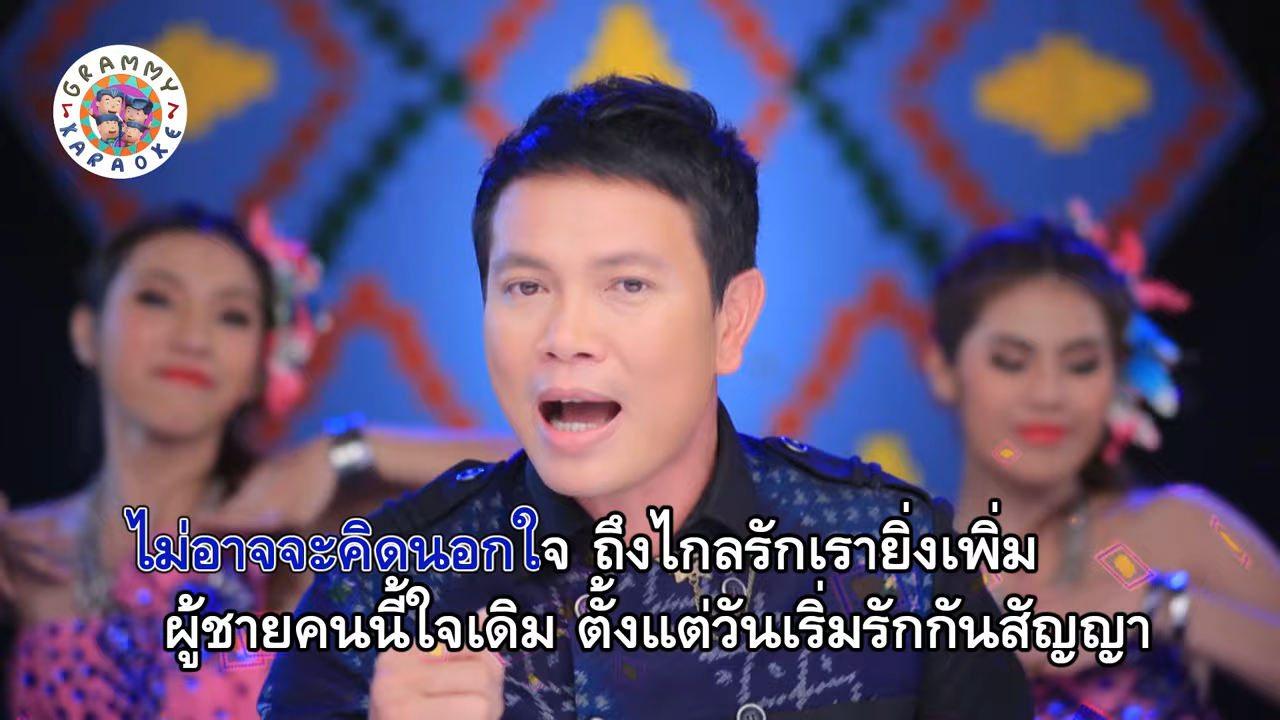 GRAMMY
KARAOKE
ไม่อาจจะคิดนอกใจ ถึงไกลรักเรายิ่งเพิ่ม
ผู้ชายคนนี้ใจเดิม ตั้งแต่วันเริ่มรักกันสัญญา